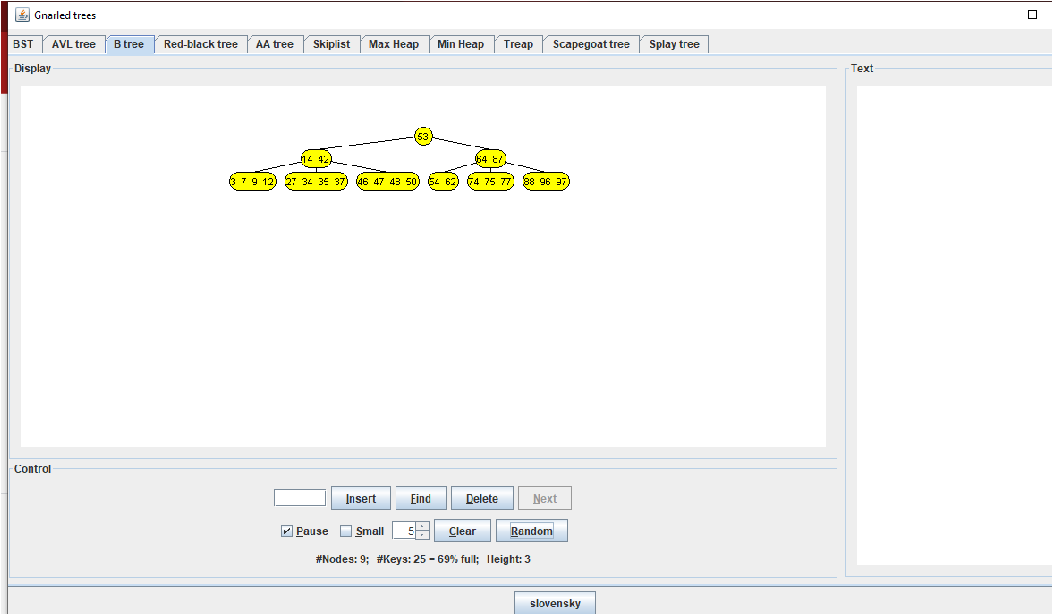 Gnarled trees
BST AVL tree B tree Red-black tree AA tree Skiplist Max Heap Min Heap Treap Scapegoat tree Splay tree
Display
Text
53
14 42 64 87
3 7 9 12 27 34 35 37 46 47 48 50 54 62 74 75 77 88 96 97
Control
Insert Find Delete Next
Pause Small 5 Clear Random
#Nodes: 9; #Keys: 25 = 69% full; Height: 3
slovensky